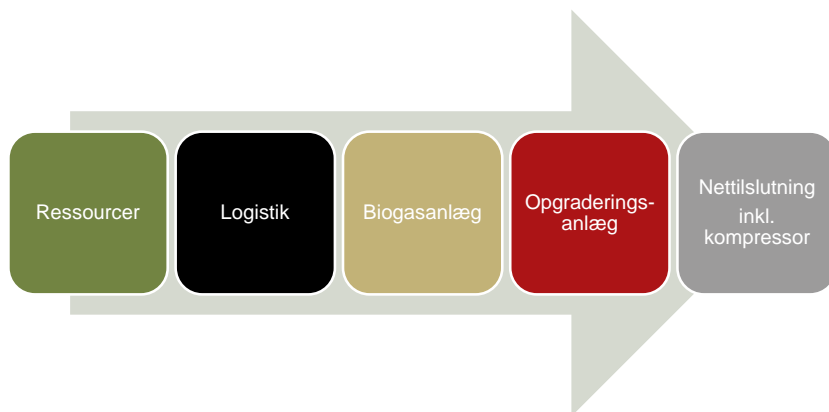 Ressourcer
Logistik
Biogasanlæg
Opgraderings-
anlæg
Nettilslutning
inkl.
kompressor